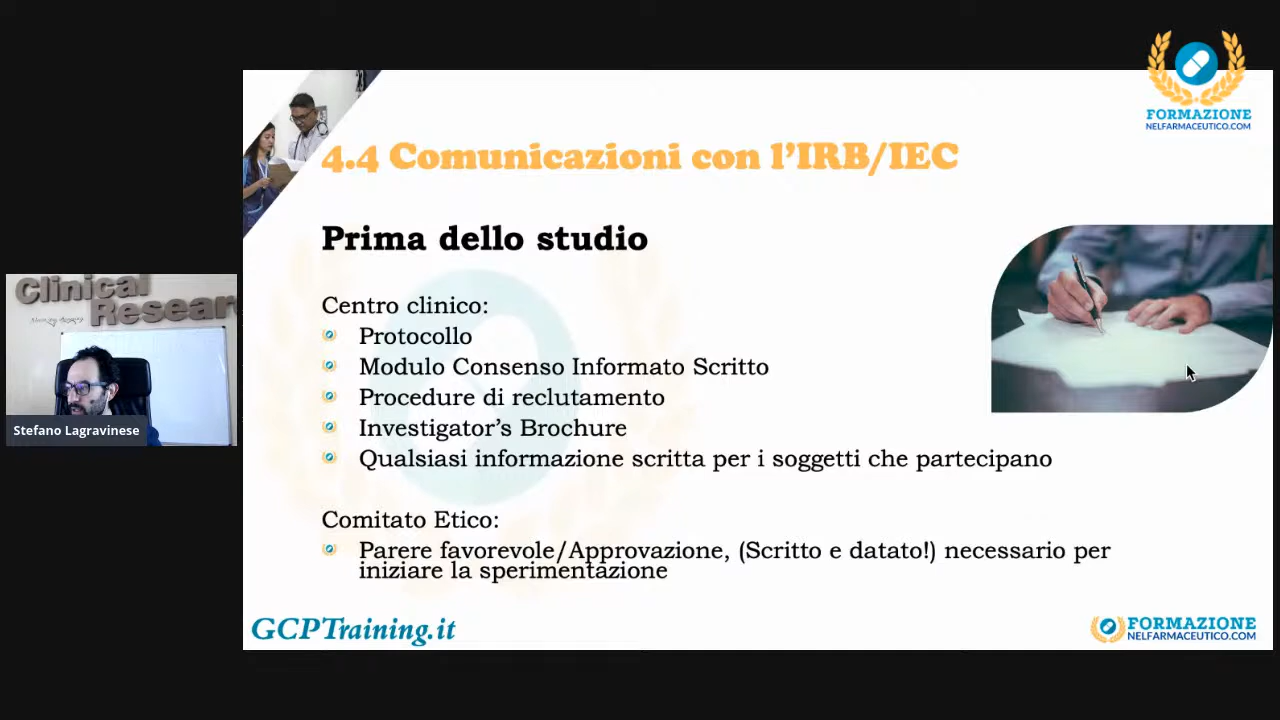 FORMAZIONE
NELFARMACEUTICO.COM
4.4 Comunicazioni con l'IRB/IEC
Prima dello studio
Centro clinico:
Protocollo
Modulo Consenso Informato Scritto
Procedure di reclutamento
Investigator's Brochure
Qualsiasi informazione scritta per i soggetti che partecipano
Comitato Etico:
Parere favorevole/Approvazione, (Scritto e datato!) necessario per
iniziare la sperimentazione
GCPTraining.it
FORMAZIONE
NELFARMACEUTICO.COM
Clinical
Resear
Stefano Lagravinese